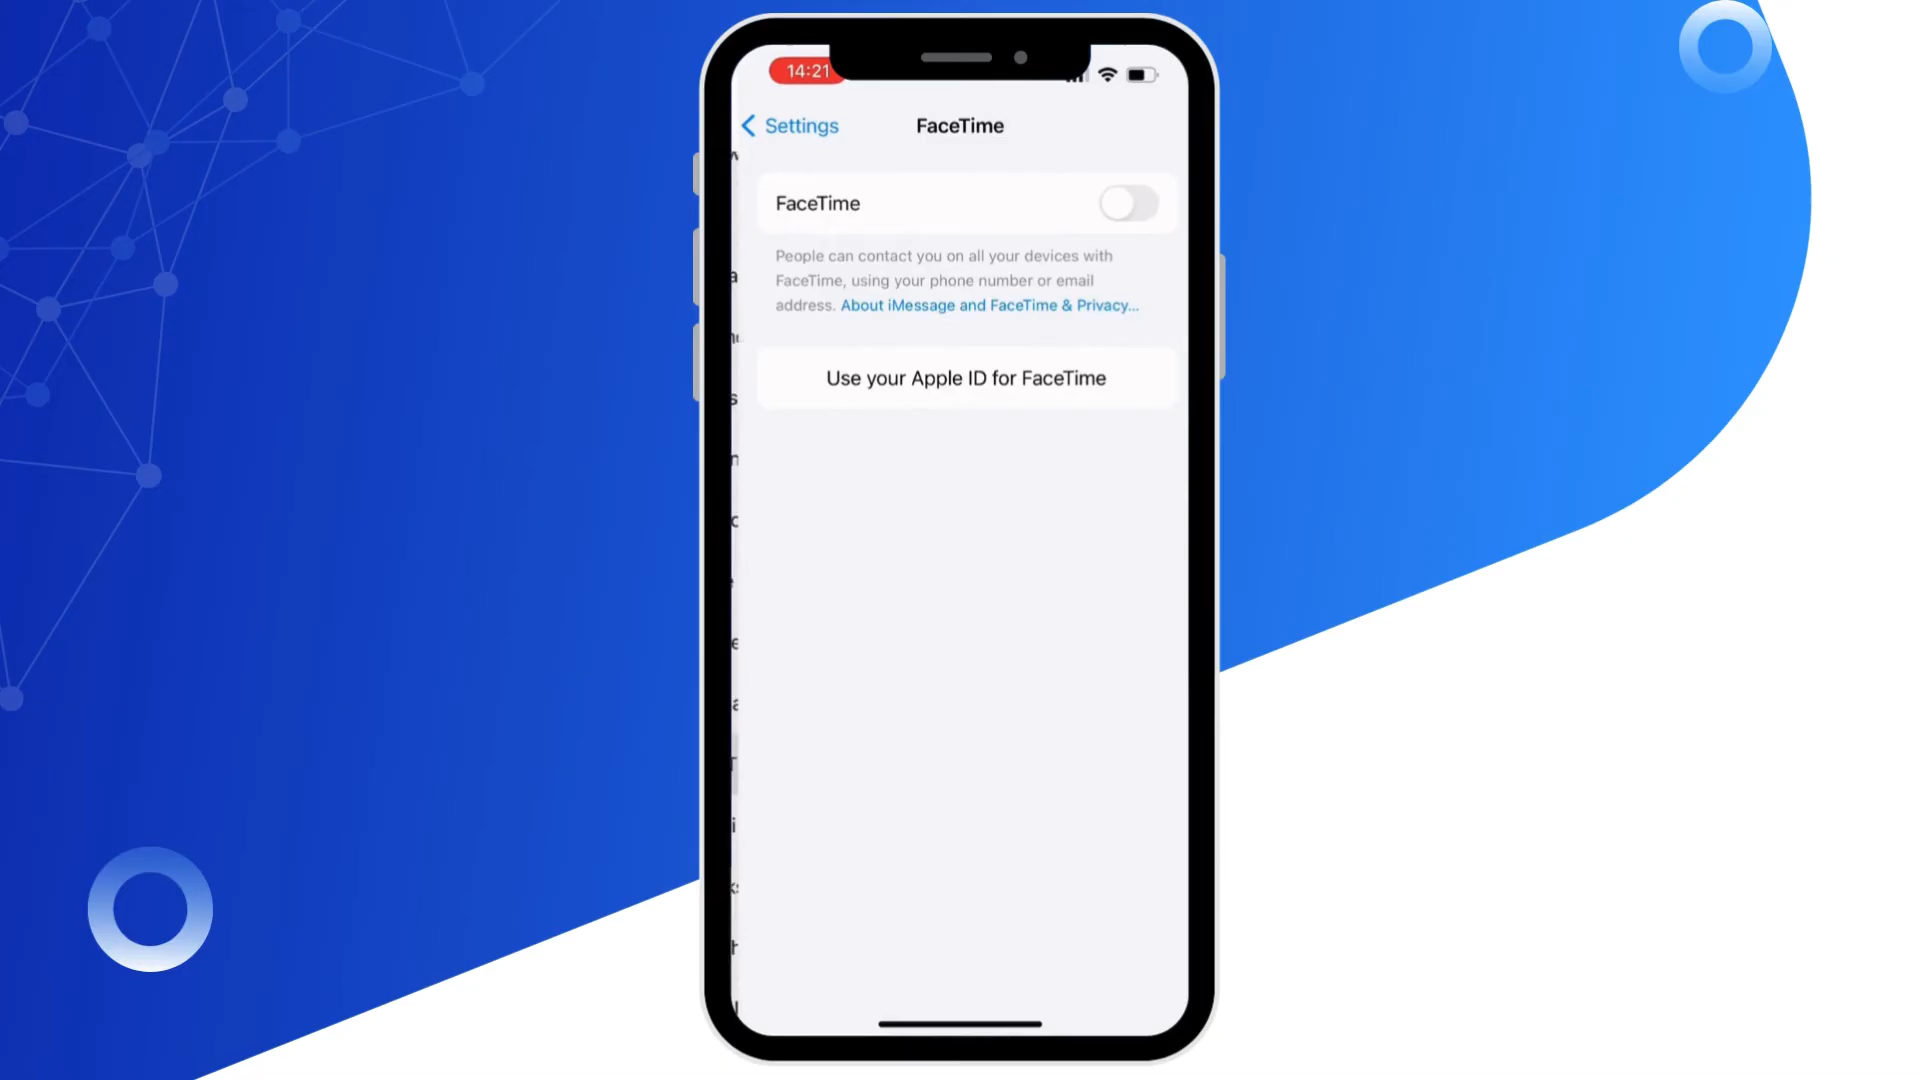 14:21
Settings
FaceTime
FaceTime
People can contact you on all your devices with
FaceTime, using your phone number or email
address. About iMessage and FaceTime & Privacy...
Use your Apple ID for FaceTime